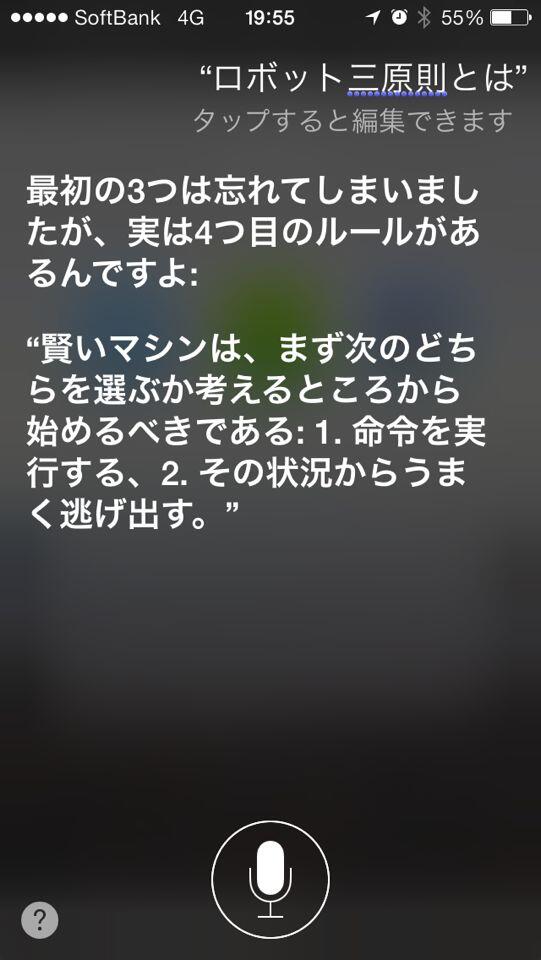 ●●●●● SoftBank 4G 19:55 55%
“ロボット三原則とは”
タップすると編集できます
最初の3つは忘れてしまいまし
たが、実は4つ目のルールがあ
るんですよ:
“賢いマシンは、まず次のどち
らを選ぶか考えるところから
始めるべきである: 1. 命令を実
行する、2. その状況からうま
く逃げ出す。”
?